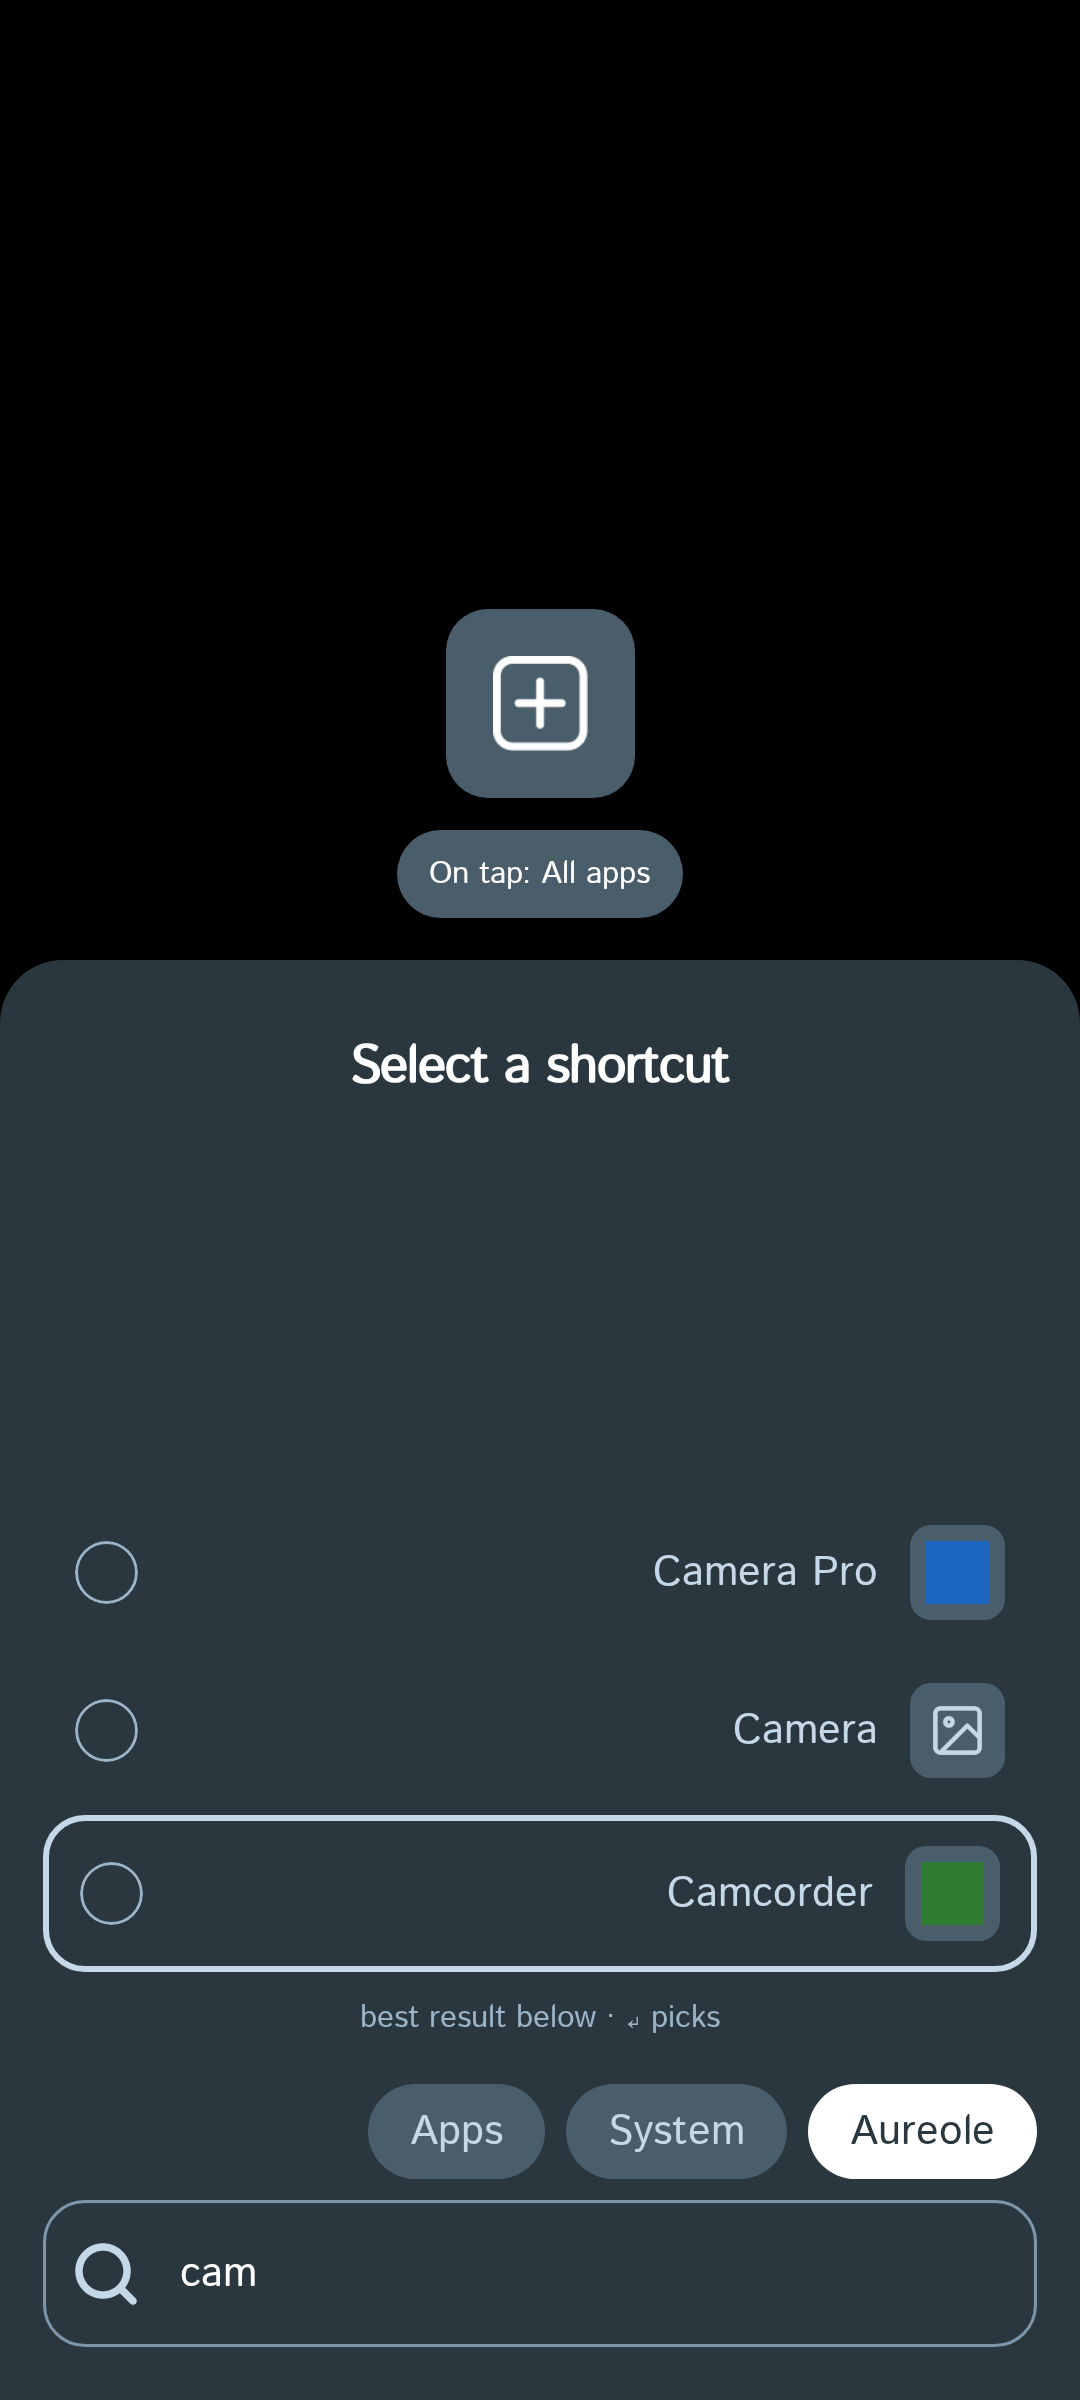 On tap: All apps
Select a shortcut
Camera Pro
Camera
Camcorder
best result below · ↵ picks
Apps
System
Aureole
cam